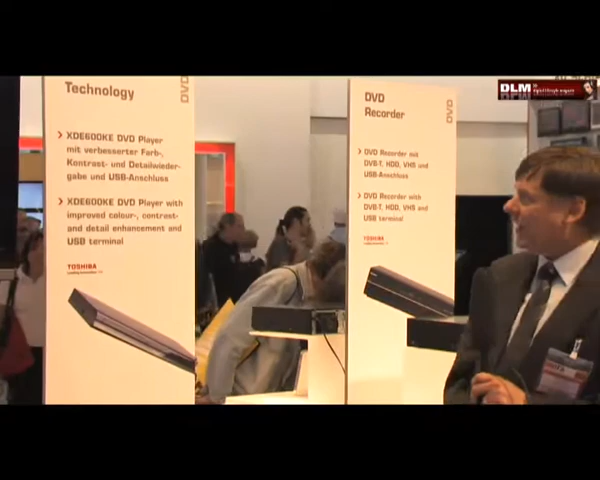 Technology
DVD
XDE600KE DVD Player
mit verbesserter Farb-,
Kontrast- und Detailwieder-
gabe und USB-Anschluss
XDE600KE DVD Player with
improved colour-, contrast-
and detail enhancement and
USB terminal
TOSHIBA
DVD
Recorder
DVD
DVD Recorder mit
DVB-T, HDD, VHS und
USB-Anschluss
DVD Recorder with
DVB-T, HDD, VHS and
USB terminal
TOSHIBA
DLM